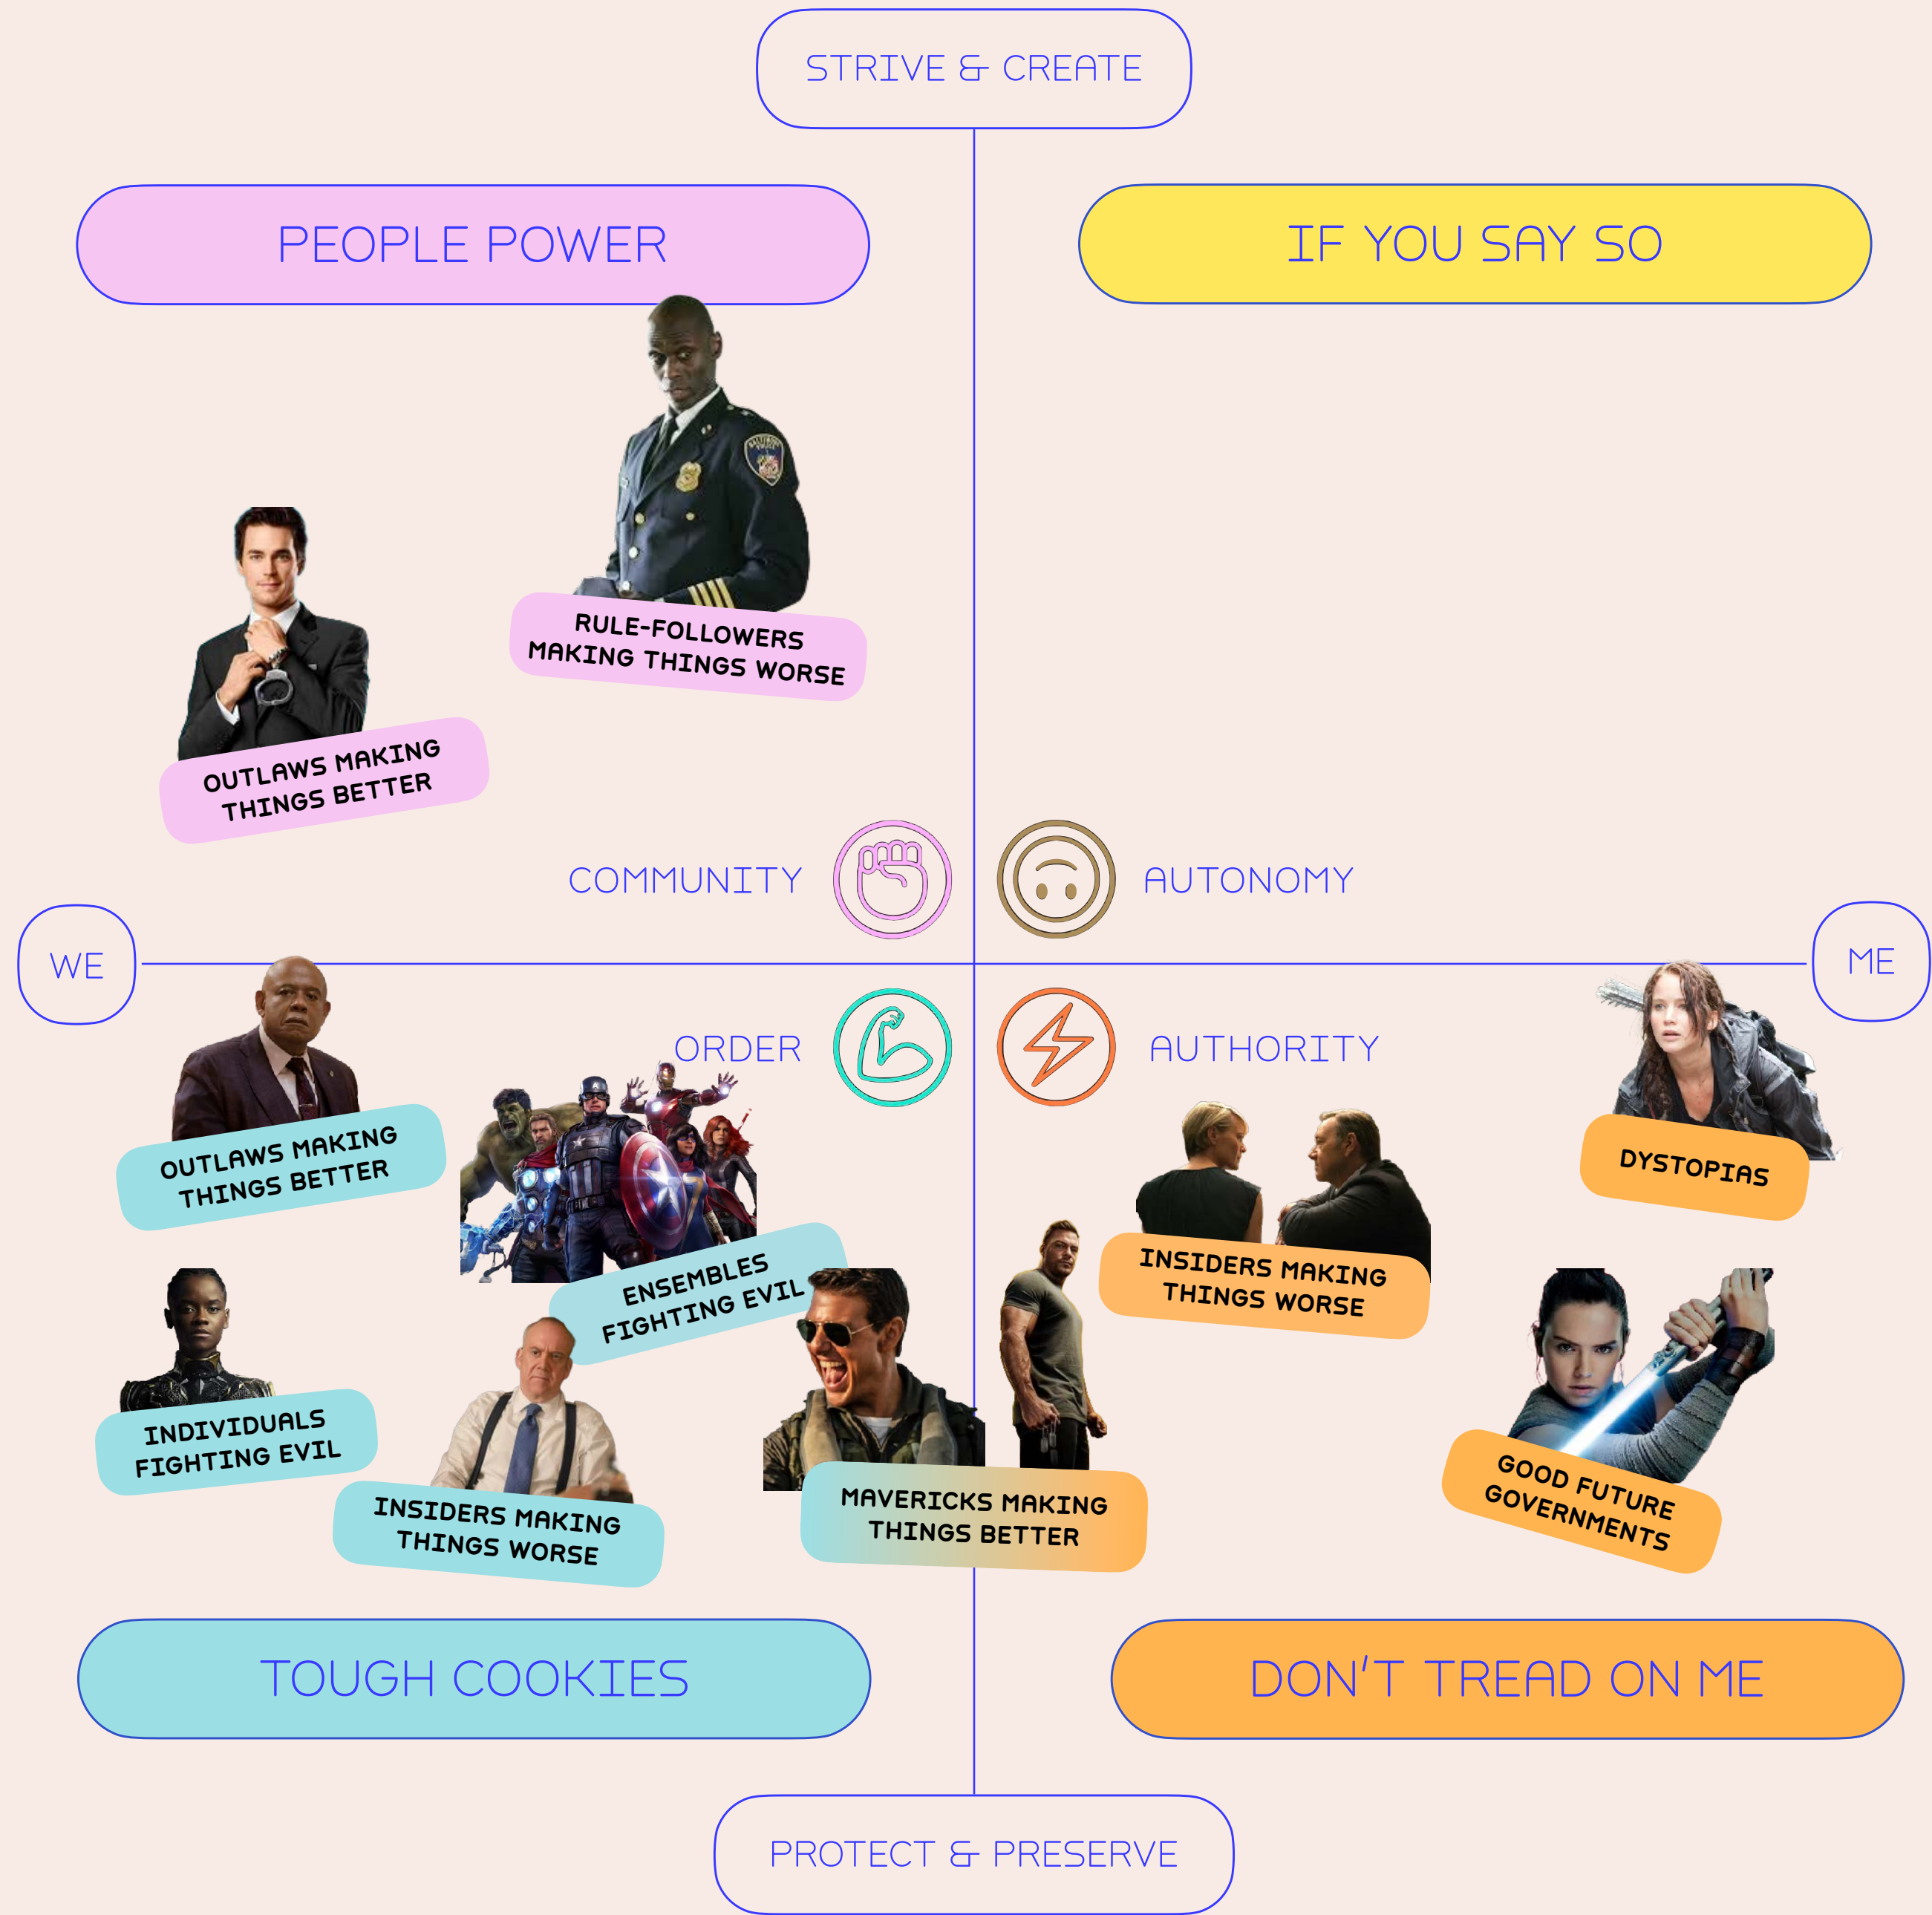 STRIVE & CREATE
PEOPLE POWER
IF YOU SAY SO
RULE-FOLLOWERS
MAKING THINGS WORSE
OUTLAWS MAKING
THINGS BETTER
COMMUNITY
AUTONOMY
WE
ME
ORDER
AUTHORITY
OUTLAWS MAKING
THINGS BETTER
DYSTOPIAS
ENSEMBLES
FIGHTING EVIL
INSIDERS MAKING
THINGS WORSE
INDIVIDUALS
FIGHTING EVIL
INSIDERS MAKING
THINGS WORSE
MAVERICKS MAKING
THINGS BETTER
GOOD FUTURE
GOVERNMENTS
TOUGH COOKIES
DON'T TREAD ON ME
PROTECT & PRESERVE